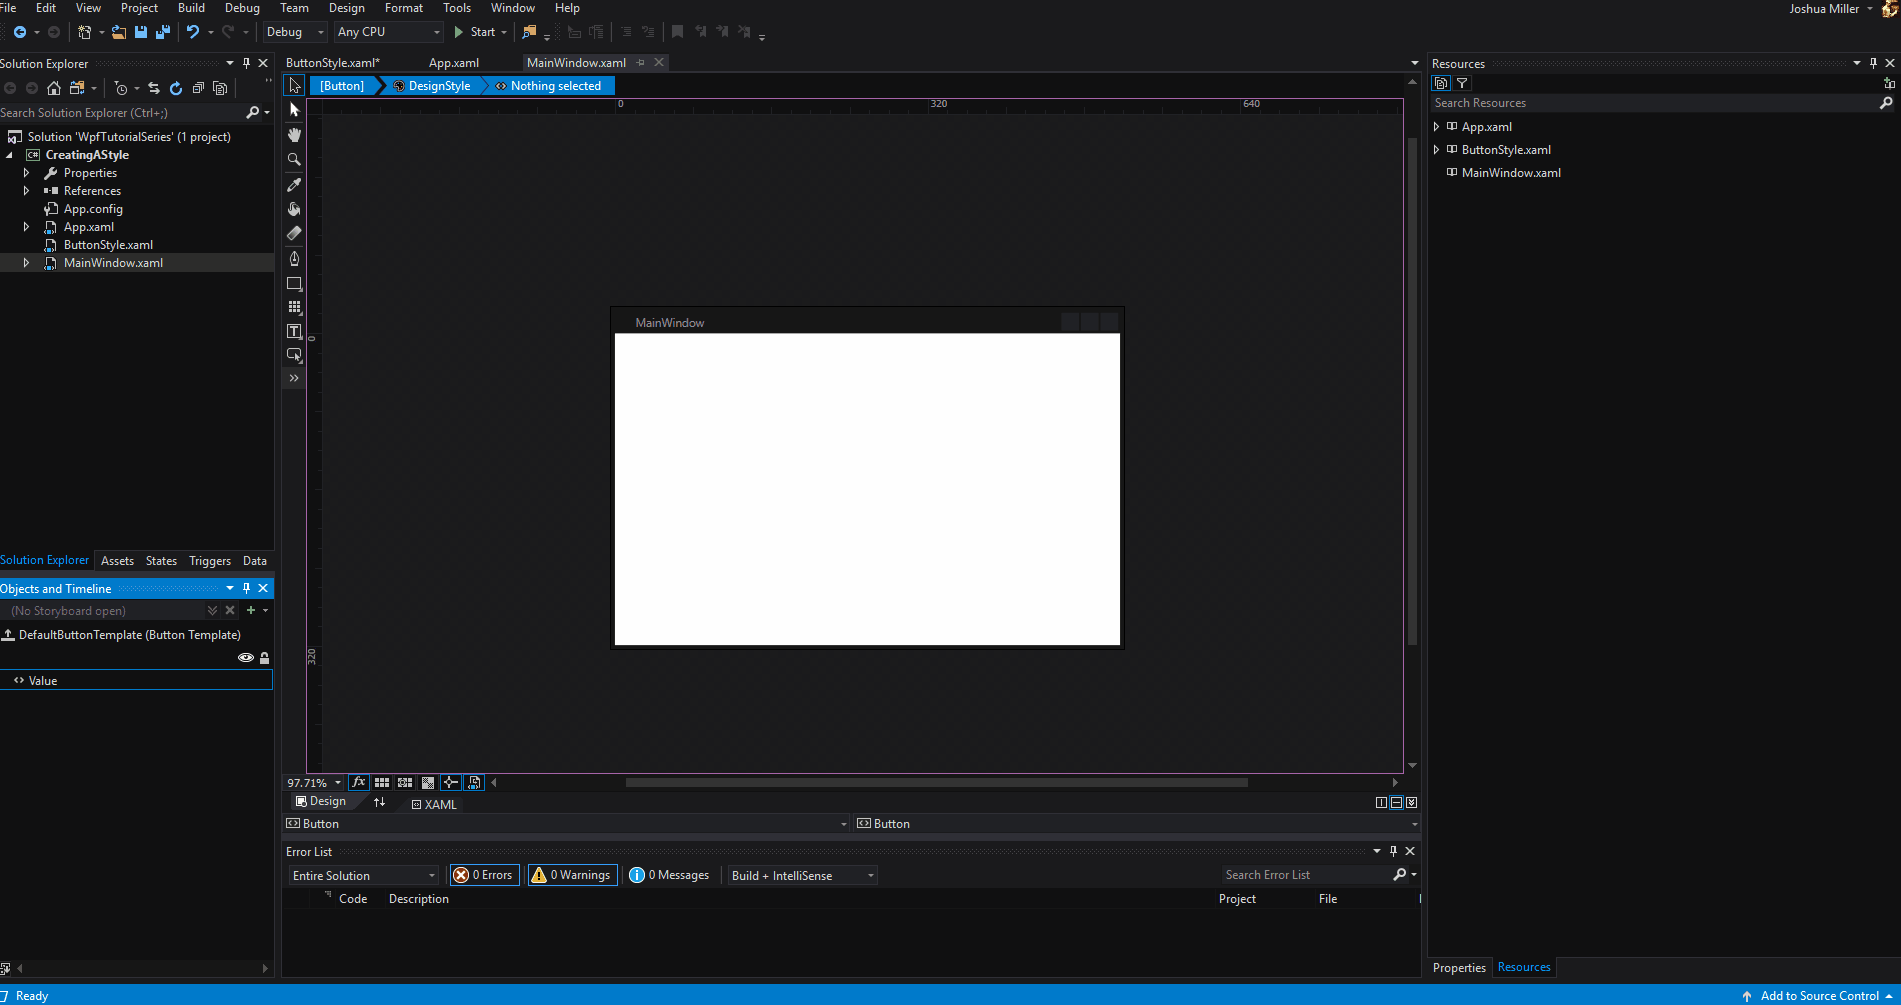 File Edit View Project Build Debug Team Design Format Tools Window Help
Joshua Miller
Debug Any CPU Start
Solution Explorer
Search Solution Explorer (Ctrl+;)
Solution 'WpfTutorialSeries' (1 project)
C# CreatingAStyle
Properties
References
App.config
App.xaml
ButtonStyle.xaml
MainWindow.xaml
Solution Explorer Assets States Triggers Data
Objects and Timeline
(No Storyboard open)
DefaultButtonTemplate (Button Template)
Value
ButtonStyle.xaml* App.xaml MainWindow.xaml
[Button] DesignStyle Nothing selected
0 320 640
0
320
MainWindow
97.71% fx
Design XAML
Button Button
Error List
Entire Solution 0 Errors 0 Warnings 0 Messages Build + IntelliSense Search Error List
Code Description Project File
Resources
Search Resources
App.xaml
ButtonStyle.xaml
MainWindow.xaml
Properties Resources
Ready Add to Source Control